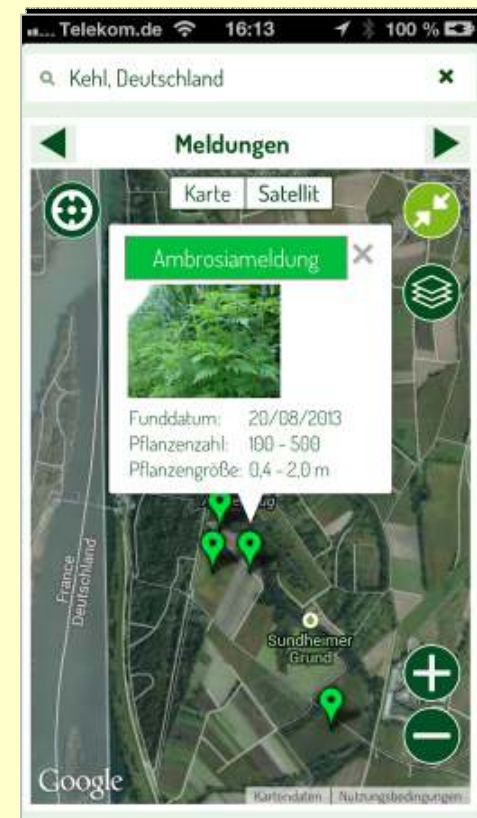 ... Telekom.de 16:13 100 %
Kehl, Deutschland
Meldungen
Karte Satellit
Ambrosiameldung
Funddatum: 20/08/2013
Pflanzenzahl: 100 - 500
Pflanzengröße: 0,4 - 2,0 m
France
Deutschland
Sundheimer
Grund
Google
Kartendaten Nutzungsbedingungen